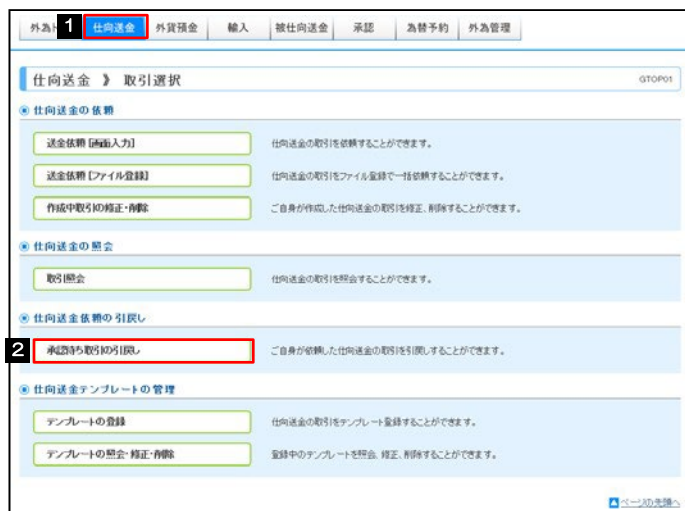 外為ト 1 仕向送金 外貨預金 輸入 被仕向送金 承認 為替予約 外為管理
仕向送金 》 取引選択 GTOP01
仕向送金の依頼
送金依頼[画面入力] 仕向送金の取引を依頼することができます。
送金依頼[ファイル登録] 仕向送金の取引をファイル登録で一括依頼することができます。
作成中取引の修正・削除 ご自身が作成した仕向送金の取引を修正、削除することができます。
仕向送金の照会
取引照会 仕向送金の取引を照会することができます。
仕向送金依頼の引戻し
2 承認待ち取引の引戻し ご自身が依頼した仕向送金の取引を引戻しすることができます。
仕向送金テンプレートの管理
テンプレートの登録 仕向送金の取引をテンプレート登録することができます。
テンプレートの照会・修正・削除 登録中のテンプレートを照会、修正、削除することができます。
ページの先頭へ